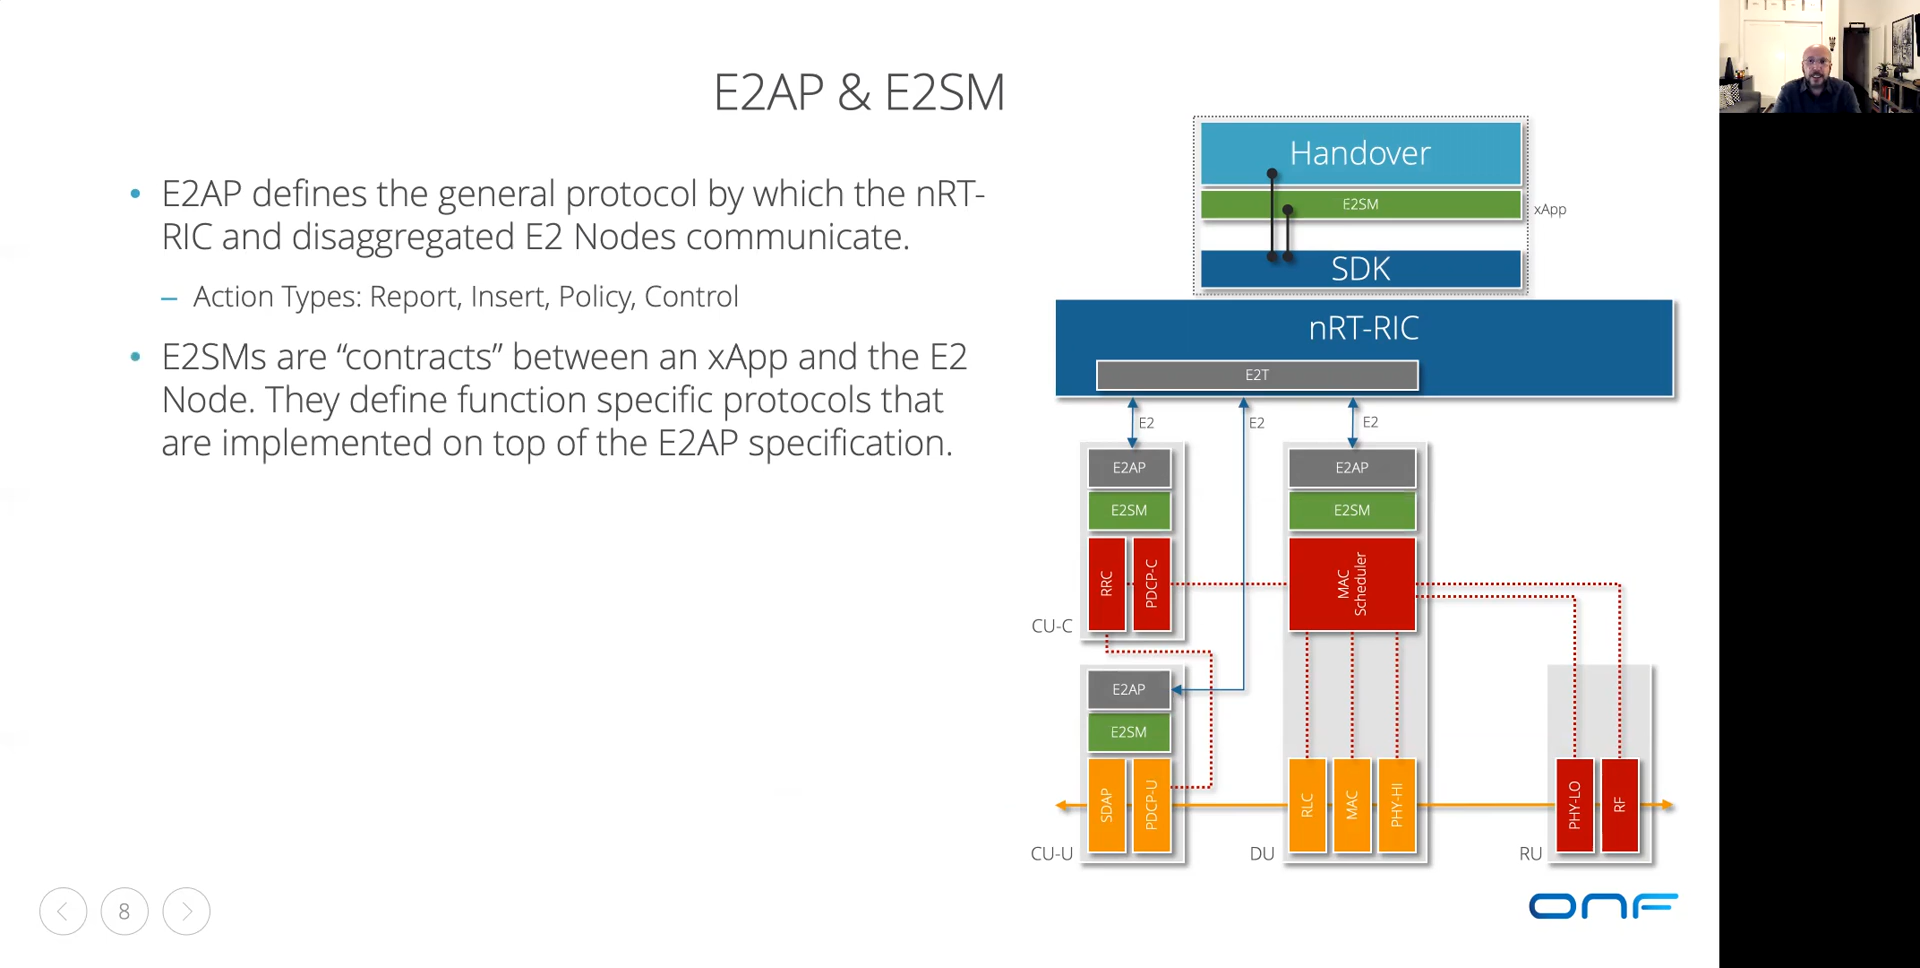 E2AP & E2SM
• E2AP defines the general protocol by which the nRT-
RIC and disaggregated E2 Nodes communicate.
– Action Types: Report, Insert, Policy, Control
• E2SMs are “contracts” between an xApp and the E2
Node. They define function specific protocols that
are implemented on top of the E2AP specification.
Handover
E2SM
xApp
SDK
nRT-RIC
E2T
E2
E2
E2
E2AP
E2AP
E2SM
E2SM
RRC
PDCP-C
MAC
Scheduler
CU-C
E2AP
E2SM
SDAP
PDCP-U
RLC
MAC
PHY-HI
PHY-LO
RF
CU-U
DU
RU
8
ONF